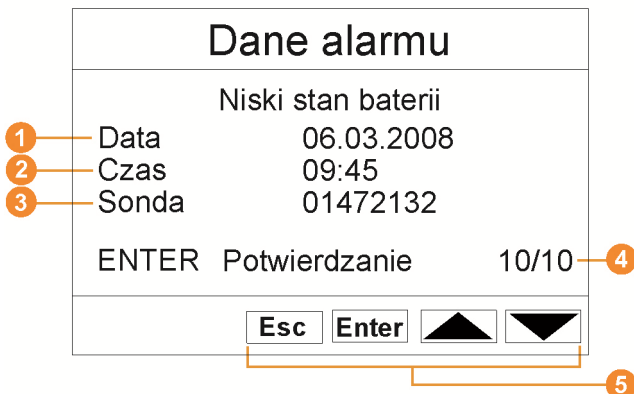 Dane alarmu
Niski stan baterii
1 Data 06.03.2008
2 Czas 09:45
3 Sonda 01472132
ENTER Potwierdzanie 10/10 4
Esc Enter
5